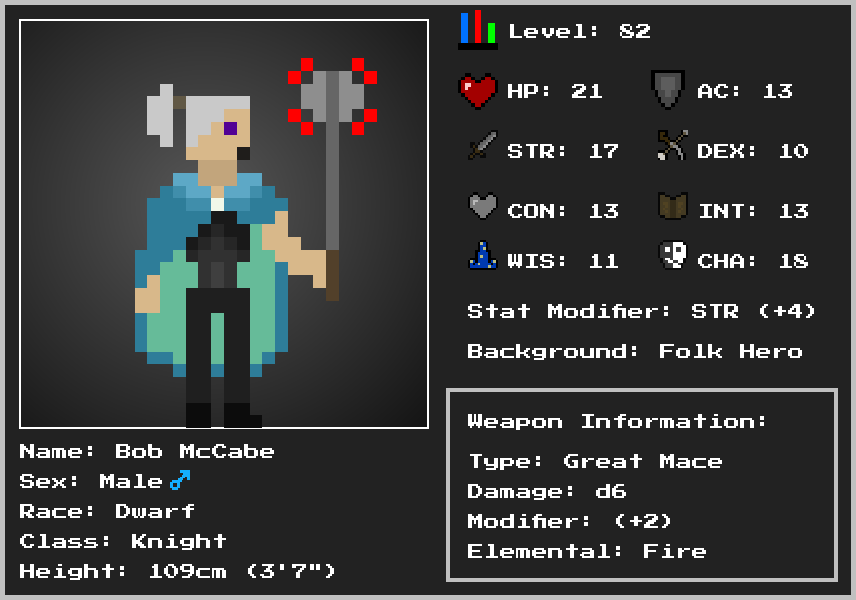 Level: 82
HP: 21 AC: 13
STR: 17 DEX: 10
CON: 13 INT: 13
WIS: 11 CHA: 18
Stat Modifier: STR (+4)
Background: Folk Hero
Name: Bob McCabe
Sex: Male ♂
Race: Dwarf
Class: Knight
Height: 109cm (3'7")
Weapon Information:
Type: Great Mace
Damage: d6
Modifier: (+2)
Elemental: Fire